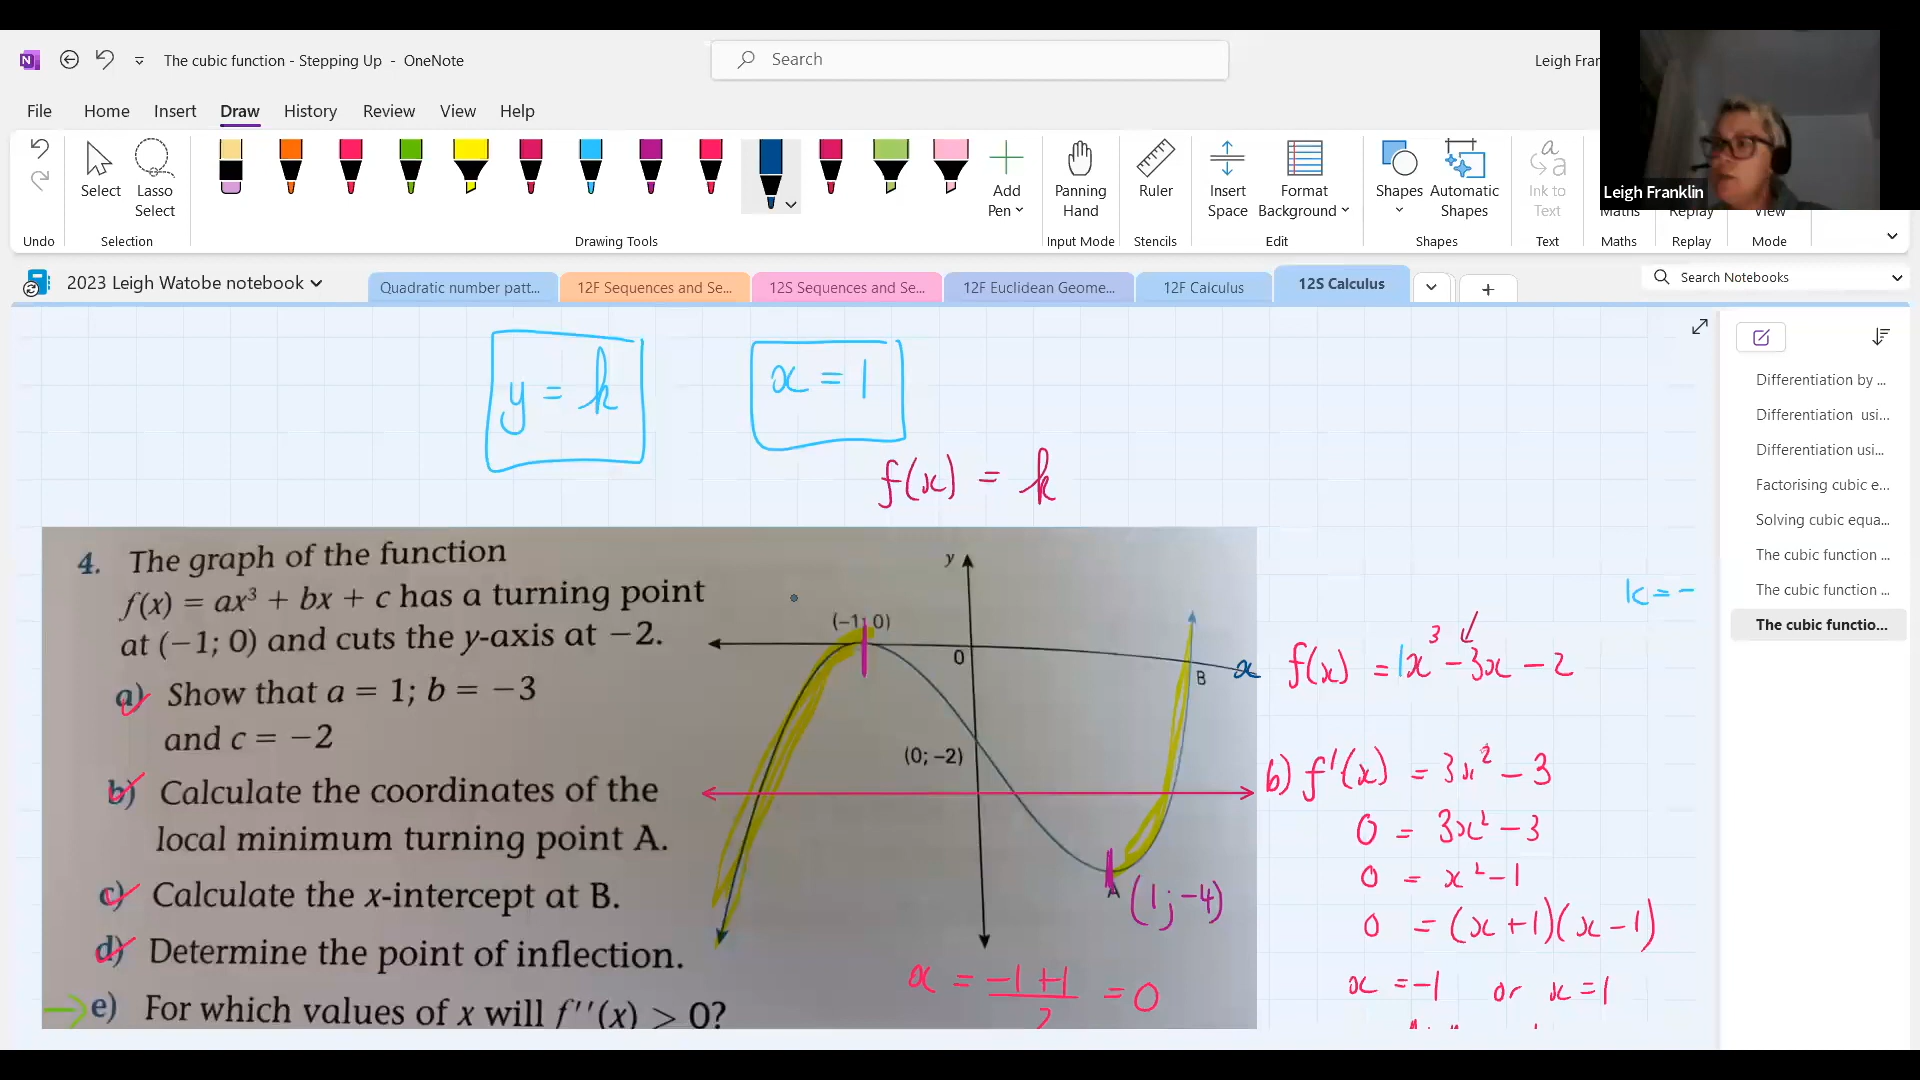 The cubic function - Stepping Up - OneNote
Search
Leigh Fran
File Home Insert Draw History Review View Help
Select
Lasso Select
Add Pen
Panning Hand
Ruler
Insert Space
Format Background
Shapes
Automatic Shapes
Ink to Text
Maths
Replay
View
Leigh Franklin
Undo
Selection
Drawing Tools
Input Mode
Stencils
Edit
Shapes
Text
Maths
Replay
Mode
2023 Leigh Watobe notebook
Quadratic number patt...
12F Sequences and Se...
12S Sequences and Se...
12F Euclidean Geome...
12F Calculus
12S Calculus
+
Search Notebooks
Differentiation by ...
Differentiation usi...
Differentiation usi...
Factorising cubic e...
Solving cubic equa...
The cubic function ...
The cubic function ...
The cubic functio...
y = k
x = 1
f(x) = k
4. The graph of the function
f(x) = ax³ + bx + c has a turning point
at (−1; 0) and cuts the y-axis at −2.
a) Show that a = 1; b = −3
and c = −2
b) Calculate the coordinates of the
local minimum turning point A.
c) Calculate the x-intercept at B.
d) Determine the point of inflection.
e) For which values of x will f''(x) > 0?
y
(−1; 0)
0
x
B
(0; −2)
A
(1; −4)
x = −1 + 1 / 2 = 0
k = −
f(x) = 1x³ − 3x − 2
b) f'(x) = 3x² − 3
0 = 3x² − 3
0 = x² − 1
0 = (x + 1)(x − 1)
x = −1 or x = 1